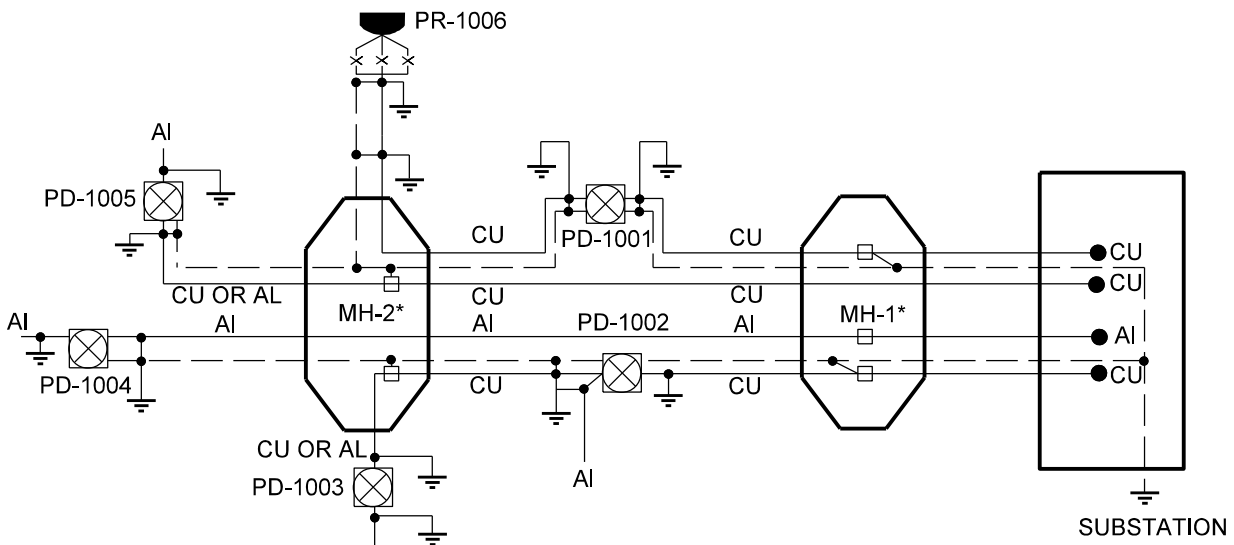 PR-1006
Al
PD-1005
PD-1001
CU
CU
CU
CU
CU OR AL
CU
CU
MH-2*
MH-1*
Al
Al
Al
PD-1002
Al
Al
PD-1004
CU
CU
CU
CU OR AL
PD-1003
Al
SUBSTATION